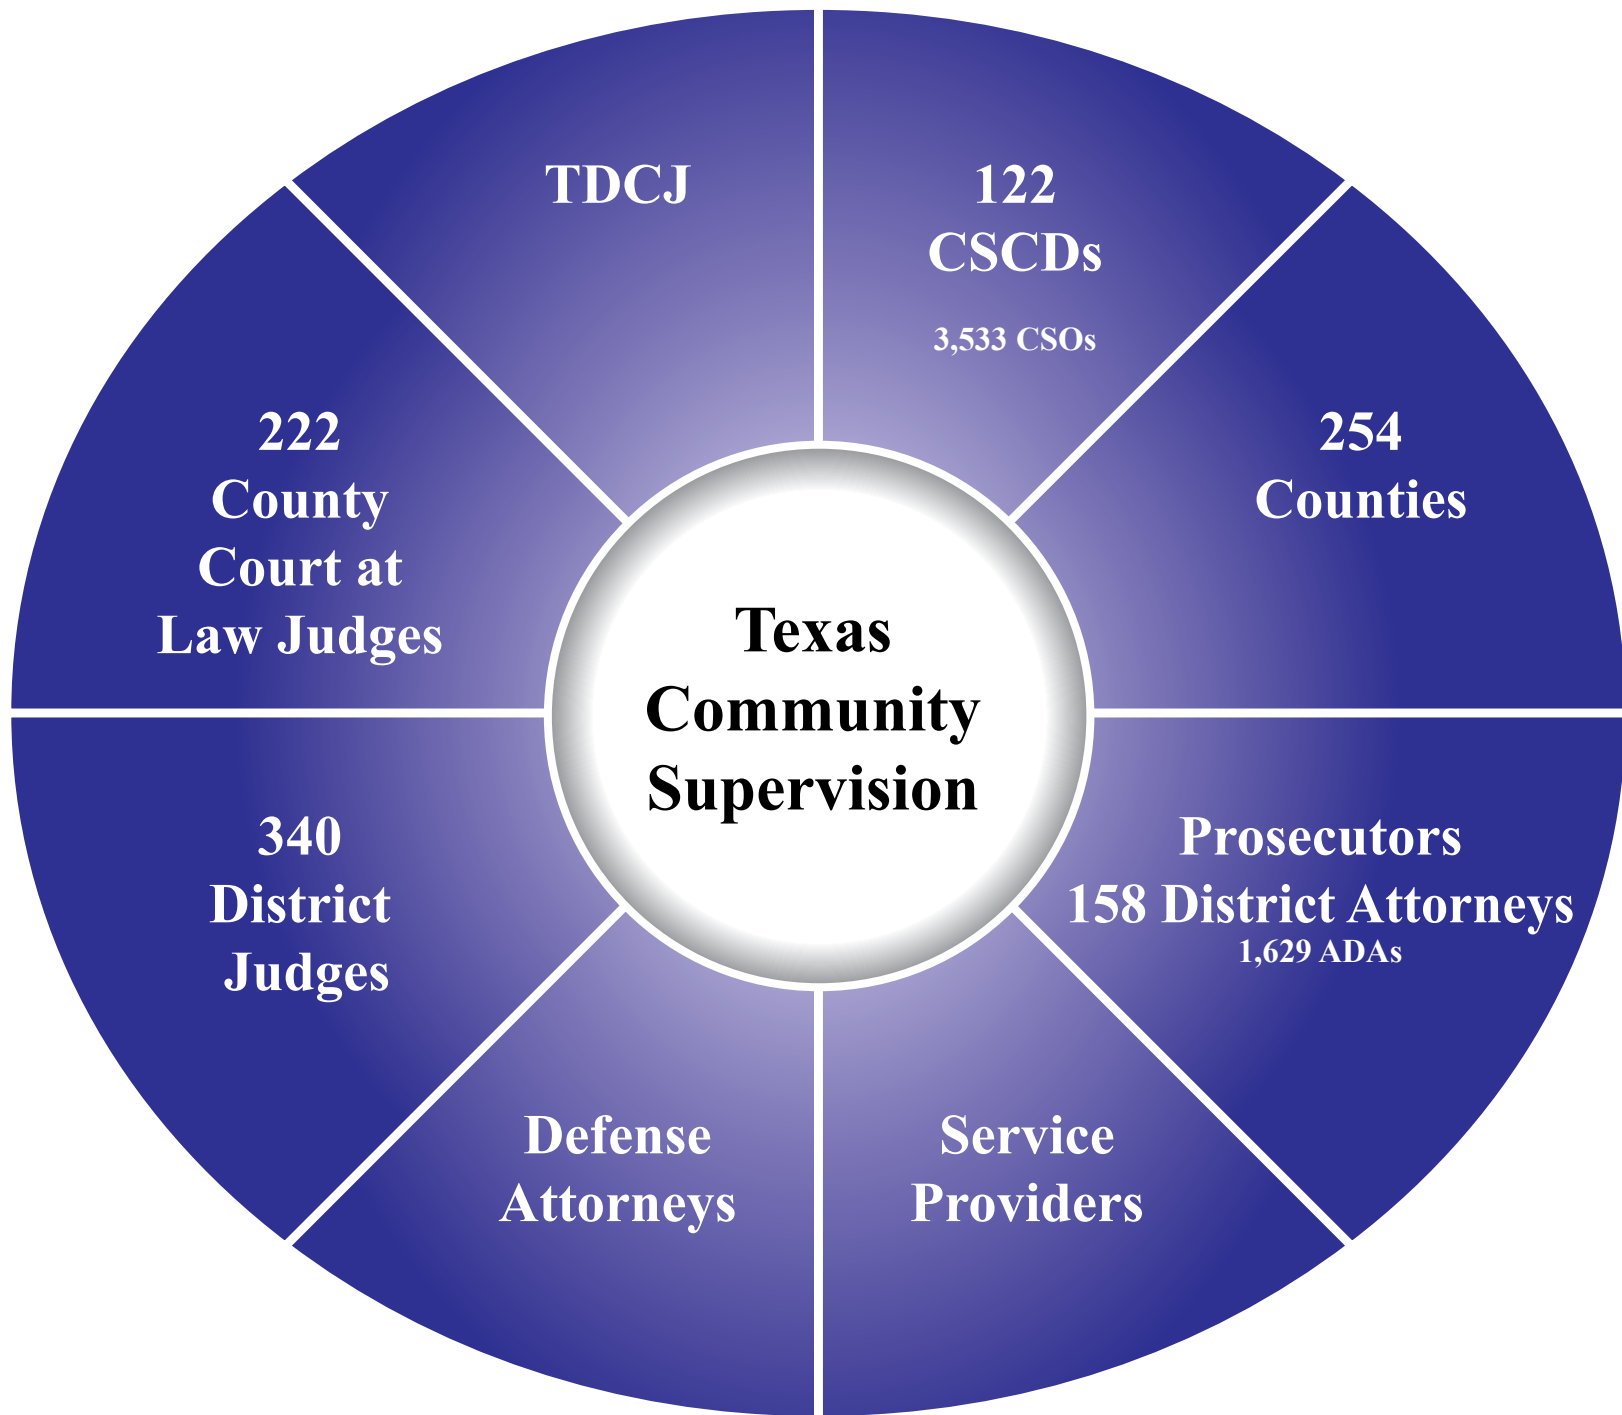 TDCJ
122
CSCDs
3,533 CSOs
254
Counties
Prosecutors
158 District Attorneys
1,629 ADAs
Service
Providers
Defense
Attorneys
340
District
Judges
222
County
Court at
Law Judges
Texas
Community
Supervision